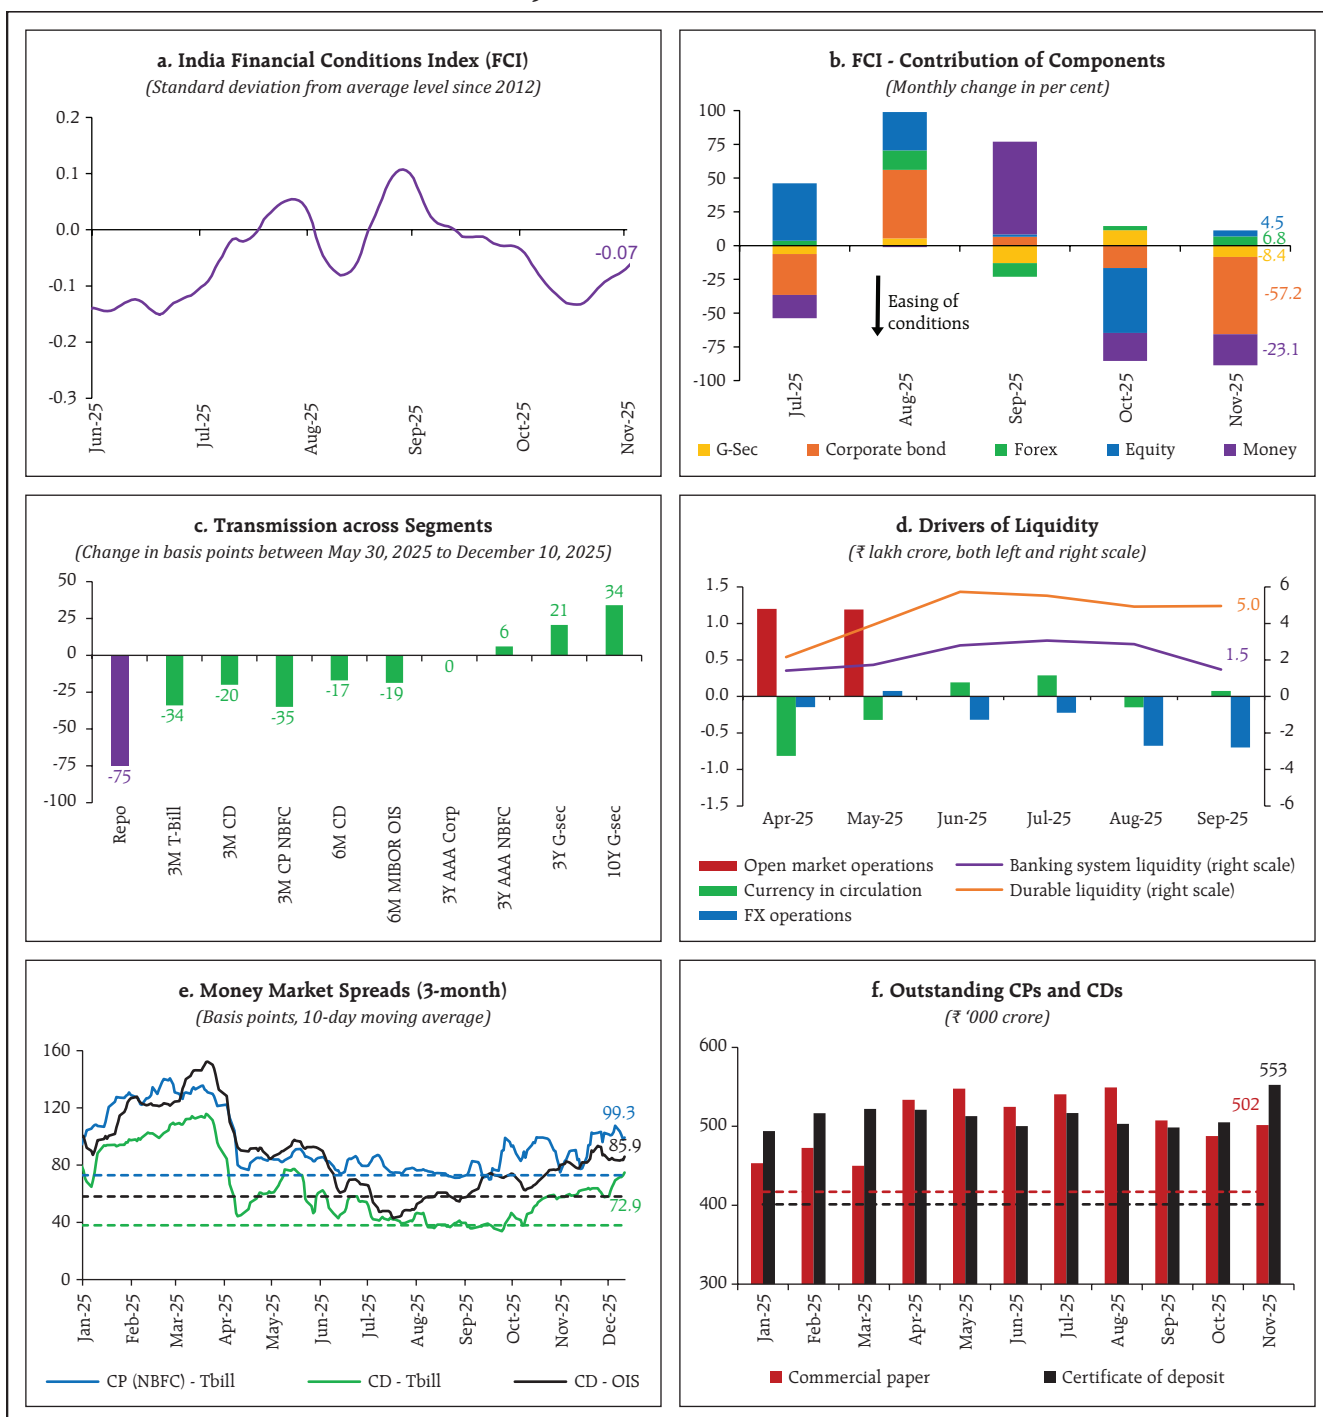 a. India Financial Conditions Index (FCI)
(Standard deviation from average level since 2012)
0.2
0.1
0.0
-0.1
-0.2
-0.3
-0.07
Jun-25
Jul-25
Aug-25
Sep-25
Oct-25
Nov-25
b. FCI - Contribution of Components
(Monthly change in per cent)
100
75
50
25
0
-25
-50
-75
-100
4.5
6.8
-8.4
-57.2
-23.1
Easing of
conditions
Jul-25
Aug-25
Sep-25
Oct-25
Nov-25
G-Sec
Corporate bond
Forex
Equity
Money
c. Transmission across Segments
(Change in basis points between May 30, 2025 to December 10, 2025)
50
25
0
-25
-50
-75
-100
-75
-34
-20
-35
-17
-19
0
6
21
34
Repo
3M T-Bill
3M CD
3M CP NBFC
6M CD
6M MIBOR OIS
3Y AAA Corp
3Y AAA NBFC
3Y G-sec
10Y G-sec
d. Drivers of Liquidity
(₹ lakh crore, both left and right scale)
1.5
1.0
0.5
0.0
-0.5
-1.0
-1.5
6
4
2
0
-2
-4
-6
5.0
1.5
Apr-25
May-25
Jun-25
Jul-25
Aug-25
Sep-25
Open market operations
Currency in circulation
FX operations
Banking system liquidity (right scale)
Durable liquidity (right scale)
e. Money Market Spreads (3-month)
(Basis points, 10-day moving average)
160
120
80
40
0
99.3
85.9
72.9
Jan-25
Feb-25
Mar-25
Apr-25
May-25
Jun-25
Jul-25
Aug-25
Sep-25
Oct-25
Nov-25
Dec-25
CP (NBFC) - Tbill
CD - Tbill
CD - OIS
f. Outstanding CPs and CDs
(₹ ‘000 crore)
600
500
400
300
502
553
Jan-25
Feb-25
Mar-25
Apr-25
May-25
Jun-25
Jul-25
Aug-25
Sep-25
Oct-25
Nov-25
Commercial paper
Certificate of deposit